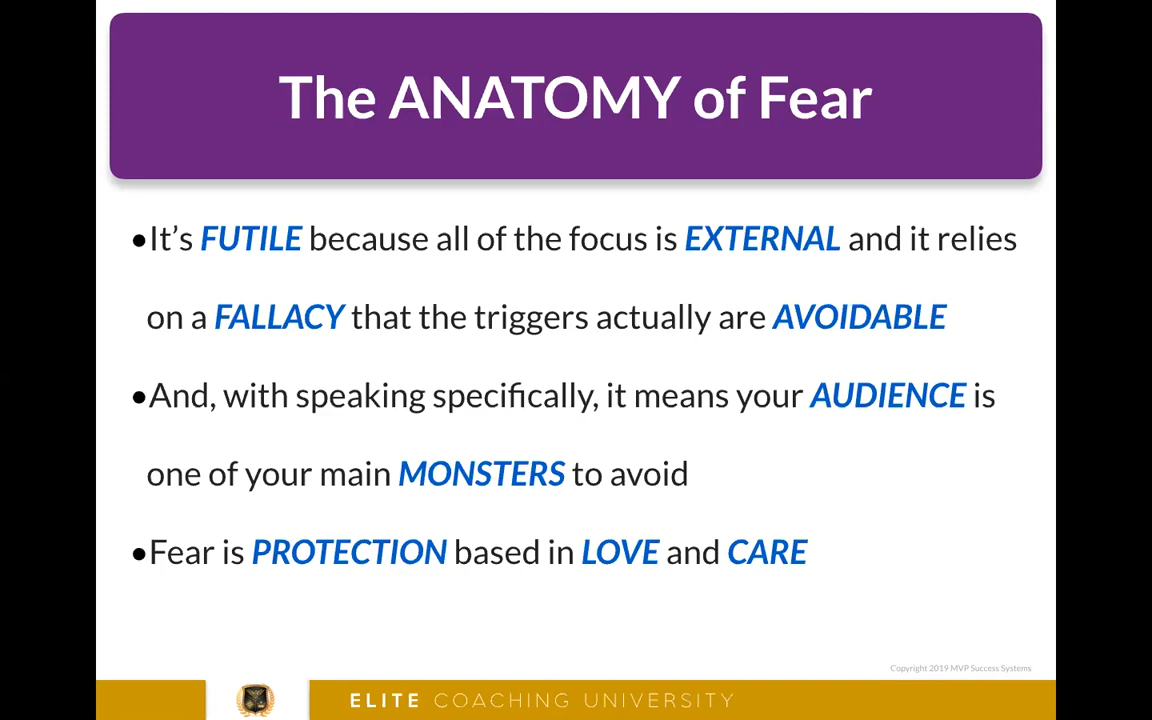 The ANATOMY of Fear
•It’s FUTILE because all of the focus is EXTERNAL and it relies
on a FALLACY that the triggers actually are AVOIDABLE
•And, with speaking specifically, it means your AUDIENCE is
one of your main MONSTERS to avoid
•Fear is PROTECTION based in LOVE and CARE
Copyright 2019 MVP Success Systems
ELITE COACHING UNIVERSITY